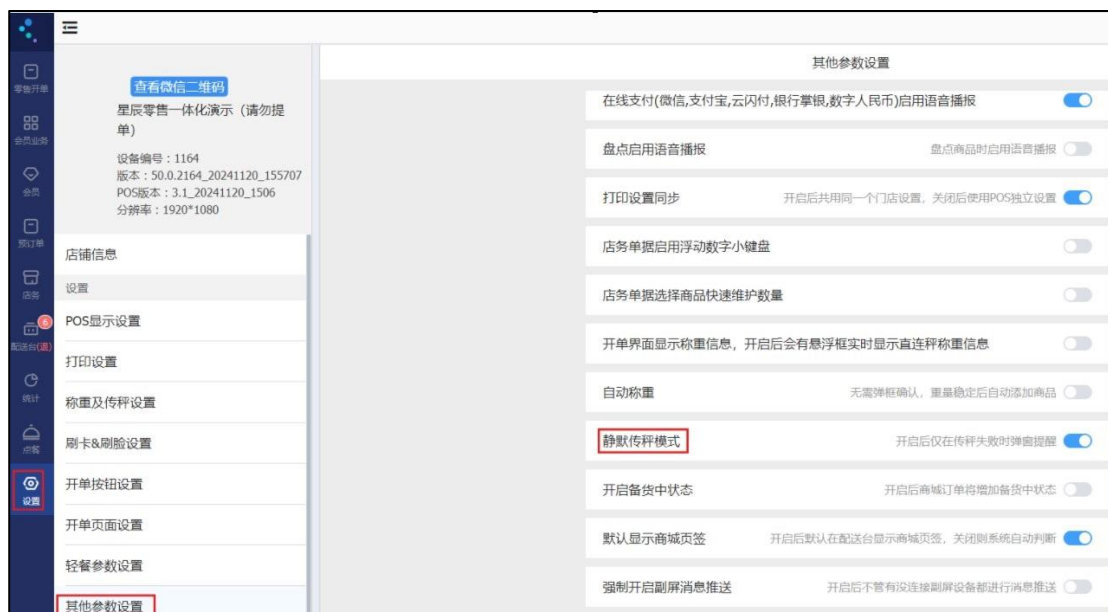 零售开单
会员业务
会员
预订单
店务
6
配送台(退)
统计
点餐
设置
查看微信二维码
星辰零售一体化演示（请勿提
单）
设备编号：1164
版本：50.0.2164_20241120_155707
POS版本：3.1_20241120_1506
分辨率：1920*1080
店铺信息
设置
POS显示设置
打印设置
称重及传秤设置
刷卡&刷脸设置
开单按钮设置
开单页面设置
轻餐参数设置
其他参数设置
其他参数设置
在线支付(微信,支付宝,云闪付,银行掌银,数字人民币)启用语音播报
盘点启用语音播报 盘点商品时启用语音播报
打印设置同步 开启后共用同一个门店设置，关闭后使用POS独立设置
店务单据启用浮动数字小键盘
店务单据选择商品快速维护数量
开单界面显示称重信息，开启后会有悬浮框实时显示直连秤称重信息
自动称重 无需弹框确认，重量稳定后自动添加商品
静默传秤模式 开启后仅在传秤失败时弹窗提醒
开启备货中状态 开启后商城订单将增加备货中状态
默认显示商城页签 开启后默认在配送台显示商城页签，关闭则系统自动判断
强制开启副屏消息推送 开启后不管有没连接副屏设备都进行消息推送